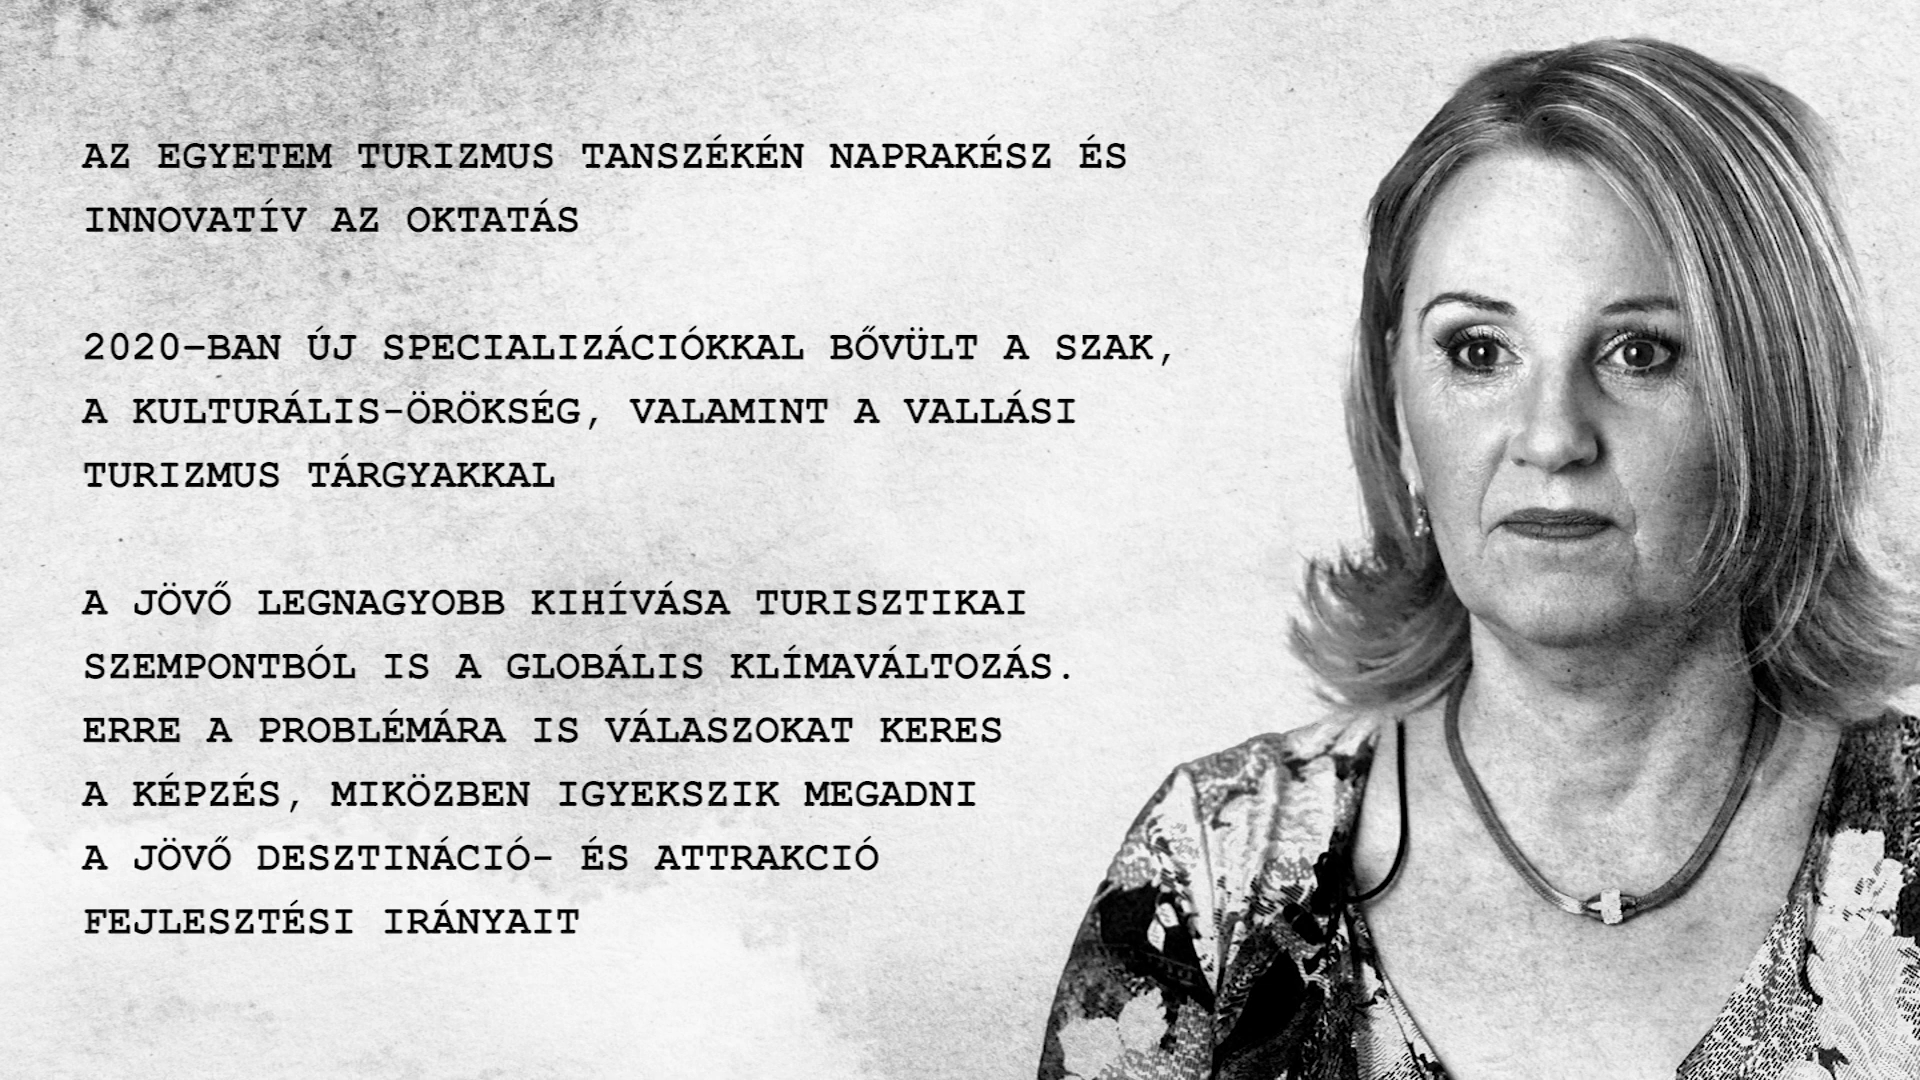 AZ EGYETEM TURIZMUS TANSZÉKÉN NAPRAKÉSZ ÉS
INNOVATÍV AZ OKTATÁS
2020–BAN ÚJ SPECIALIZÁCIÓKKAL BŐVÜLT A SZAK,
A KULTURÁLIS-ÖRÖKSÉG, VALAMINT A VALLÁSI
TURIZMUS TÁRGYAKKAL
A JÖVŐ LEGNAGYOBB KIHÍVÁSA TURISZTIKAI
SZEMPONTBÓL IS A GLOBÁLIS KLÍMAVÁLTOZÁS.
ERRE A PROBLÉMÁRA IS VÁLASZOKAT KERES
A KÉPZÉS, MIKÖZBEN IGYEKSZIK MEGADNI
A JÖVŐ DESZTINÁCIÓ- ÉS ATTRAKCIÓ
FEJLESZTÉSI IRÁNYAIT